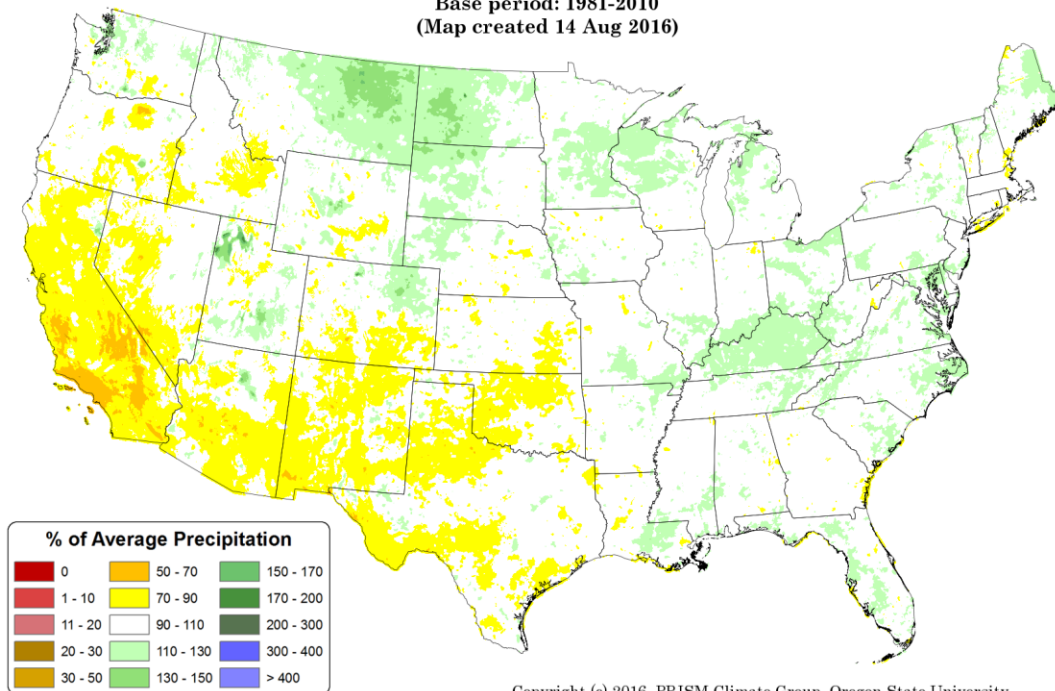 Base period: 1981-2010
(Map created 14 Aug 2016)
% of Average Precipitation
0
1 - 10
11 - 20
20 - 30
30 - 50
50 - 70
70 - 90
90 - 110
110 - 130
130 - 150
150 - 170
170 - 200
200 - 300
300 - 400
> 400
Copyright (c) 2016, PRISM Climate Group, Oregon State University